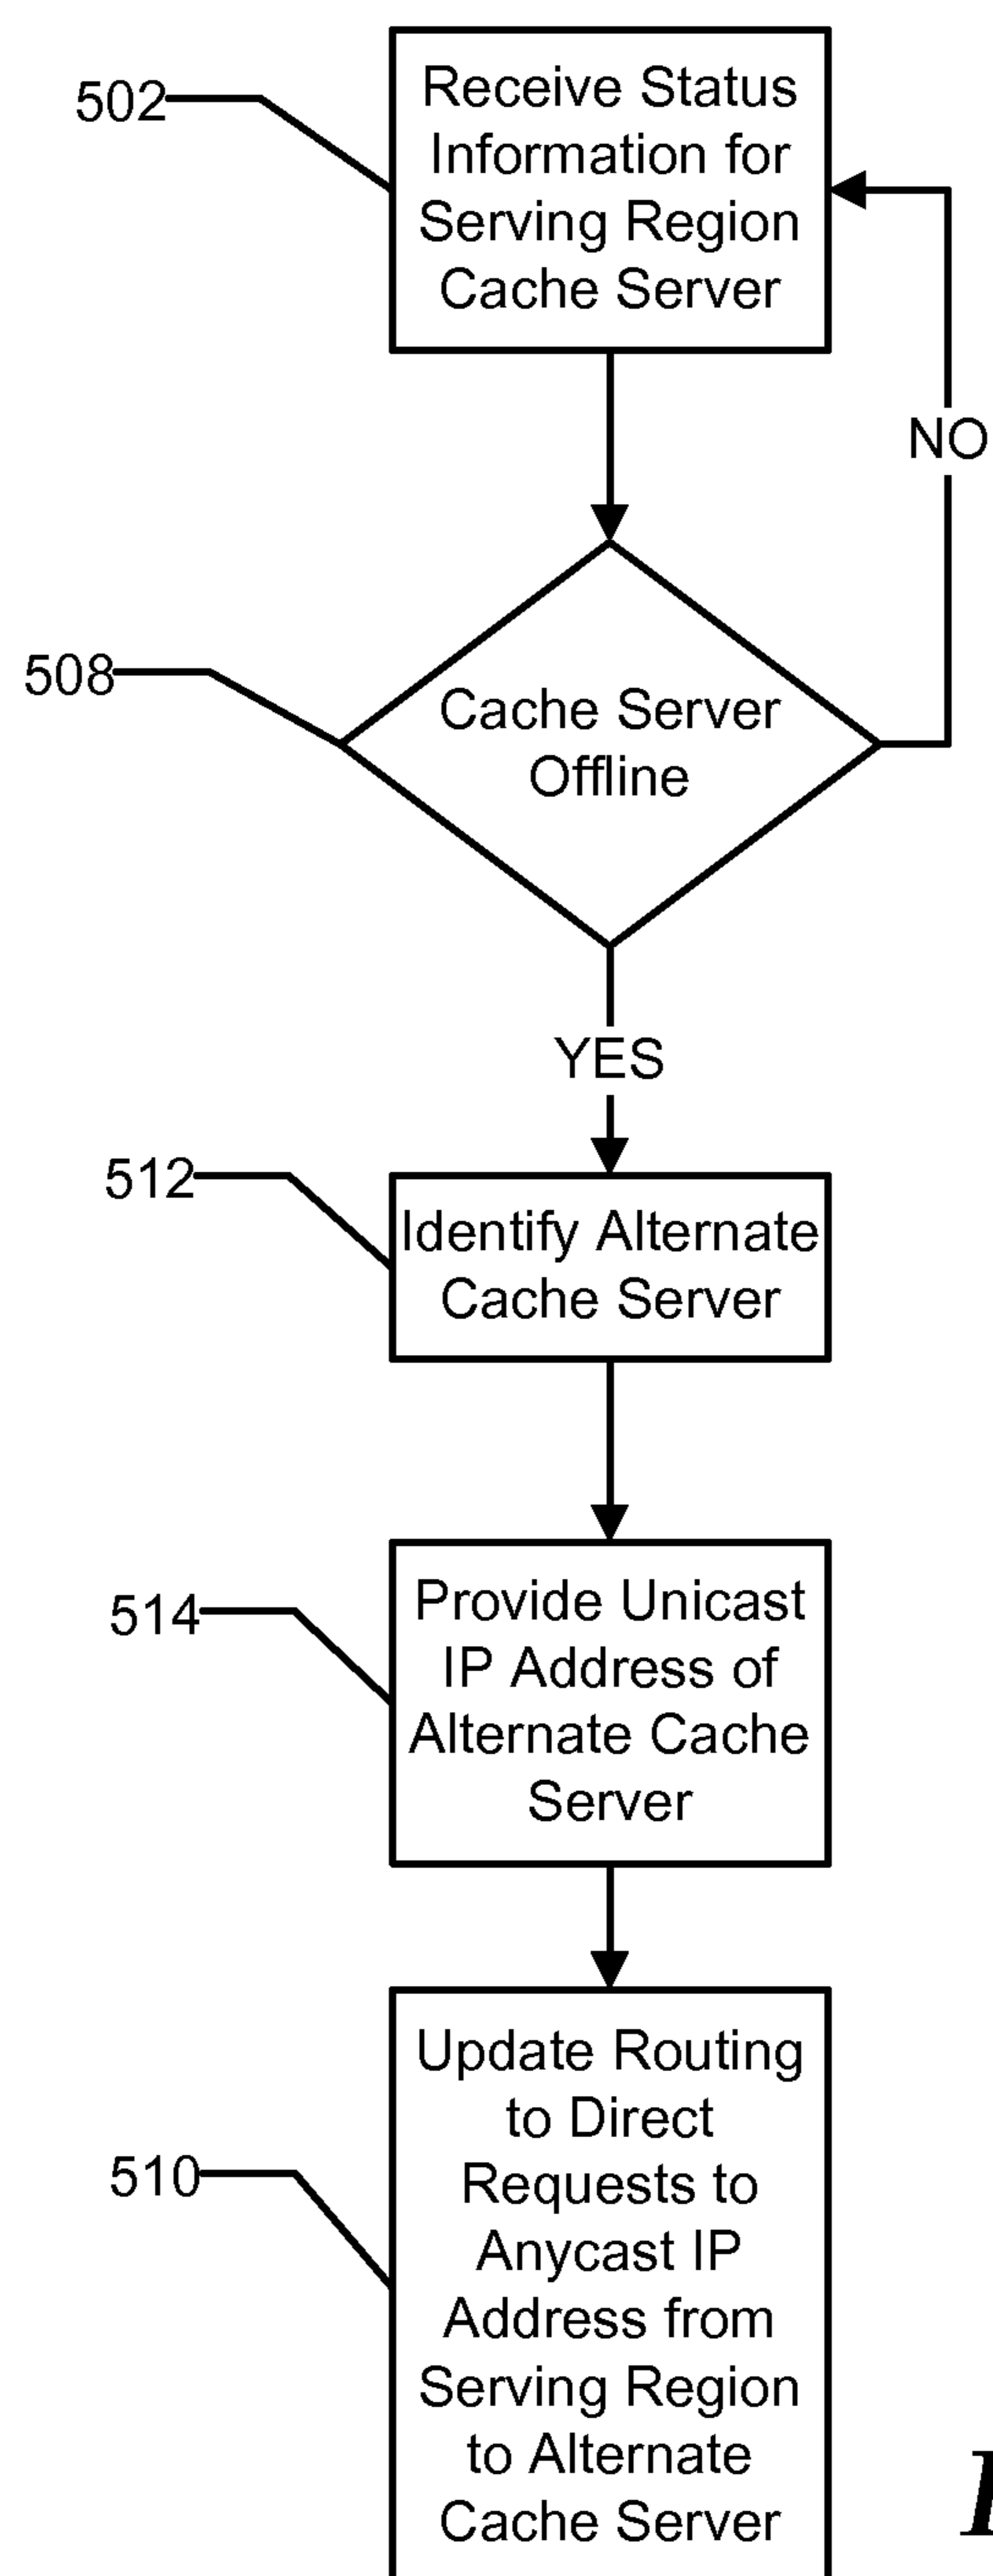 502
Receive Status
Information for
Serving Region
Cache Server
NO
508
Cache Server
Offline
YES
512
Identify Alternate
Cache Server
514
Provide Unicast
IP Address of
Alternate Cache
Server
510
Update Routing
to Direct
Requests to
Anycast IP
Address from
Serving Region
to Alternate
Cache Server